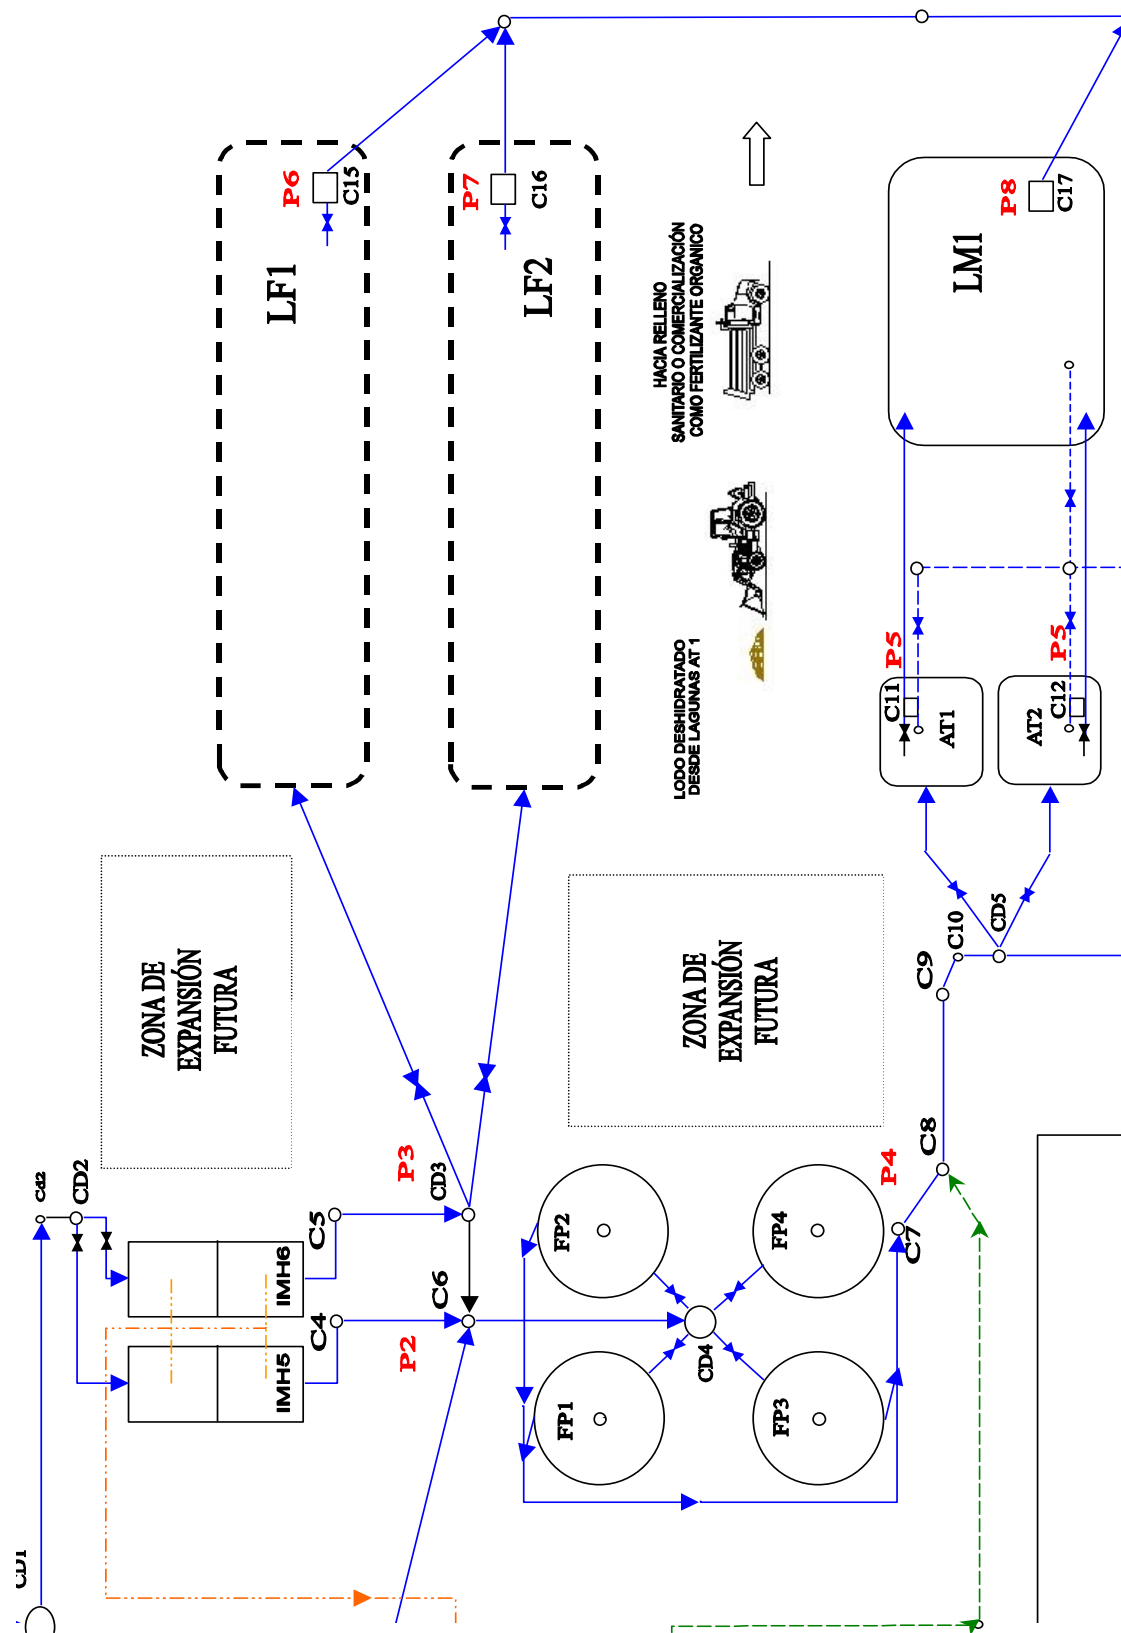 P6
C15
LF1
P7
C16
LF2
HACIA RELLENO
SANITARIO O COMERCIALIZACIÓN
COMO FERTILIZANTE ORGANICO
P8
C17
LM1
LODO DESHIDRATADO
DESDE LAGUNAS AT 1
P5
C11
AT1
P5
C12
AT2
ZONA DE
EXPANSIÓN
FUTURA
ZONA DE
EXPANSIÓN
FUTURA
CD5
C10
C9
C8
P4
C7
Cd2
CD2
P3
CD3
C5
IMH6
C6
C4
IMH5
P2
FP2
FP4
CD4
FP1
FP3
CD1